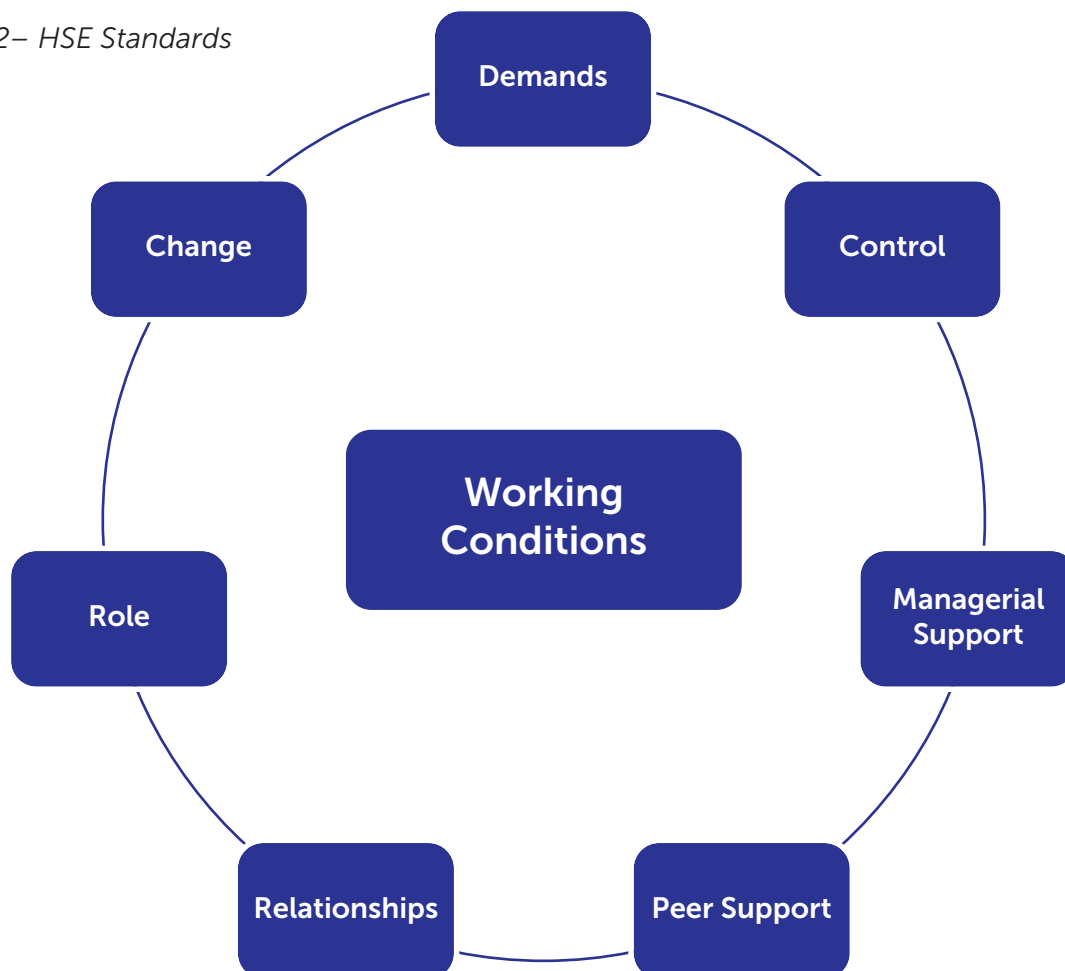 2– HSE Standards
Demands
Change
Control
Working
Conditions
Role
Managerial
Support
Relationships
Peer Support